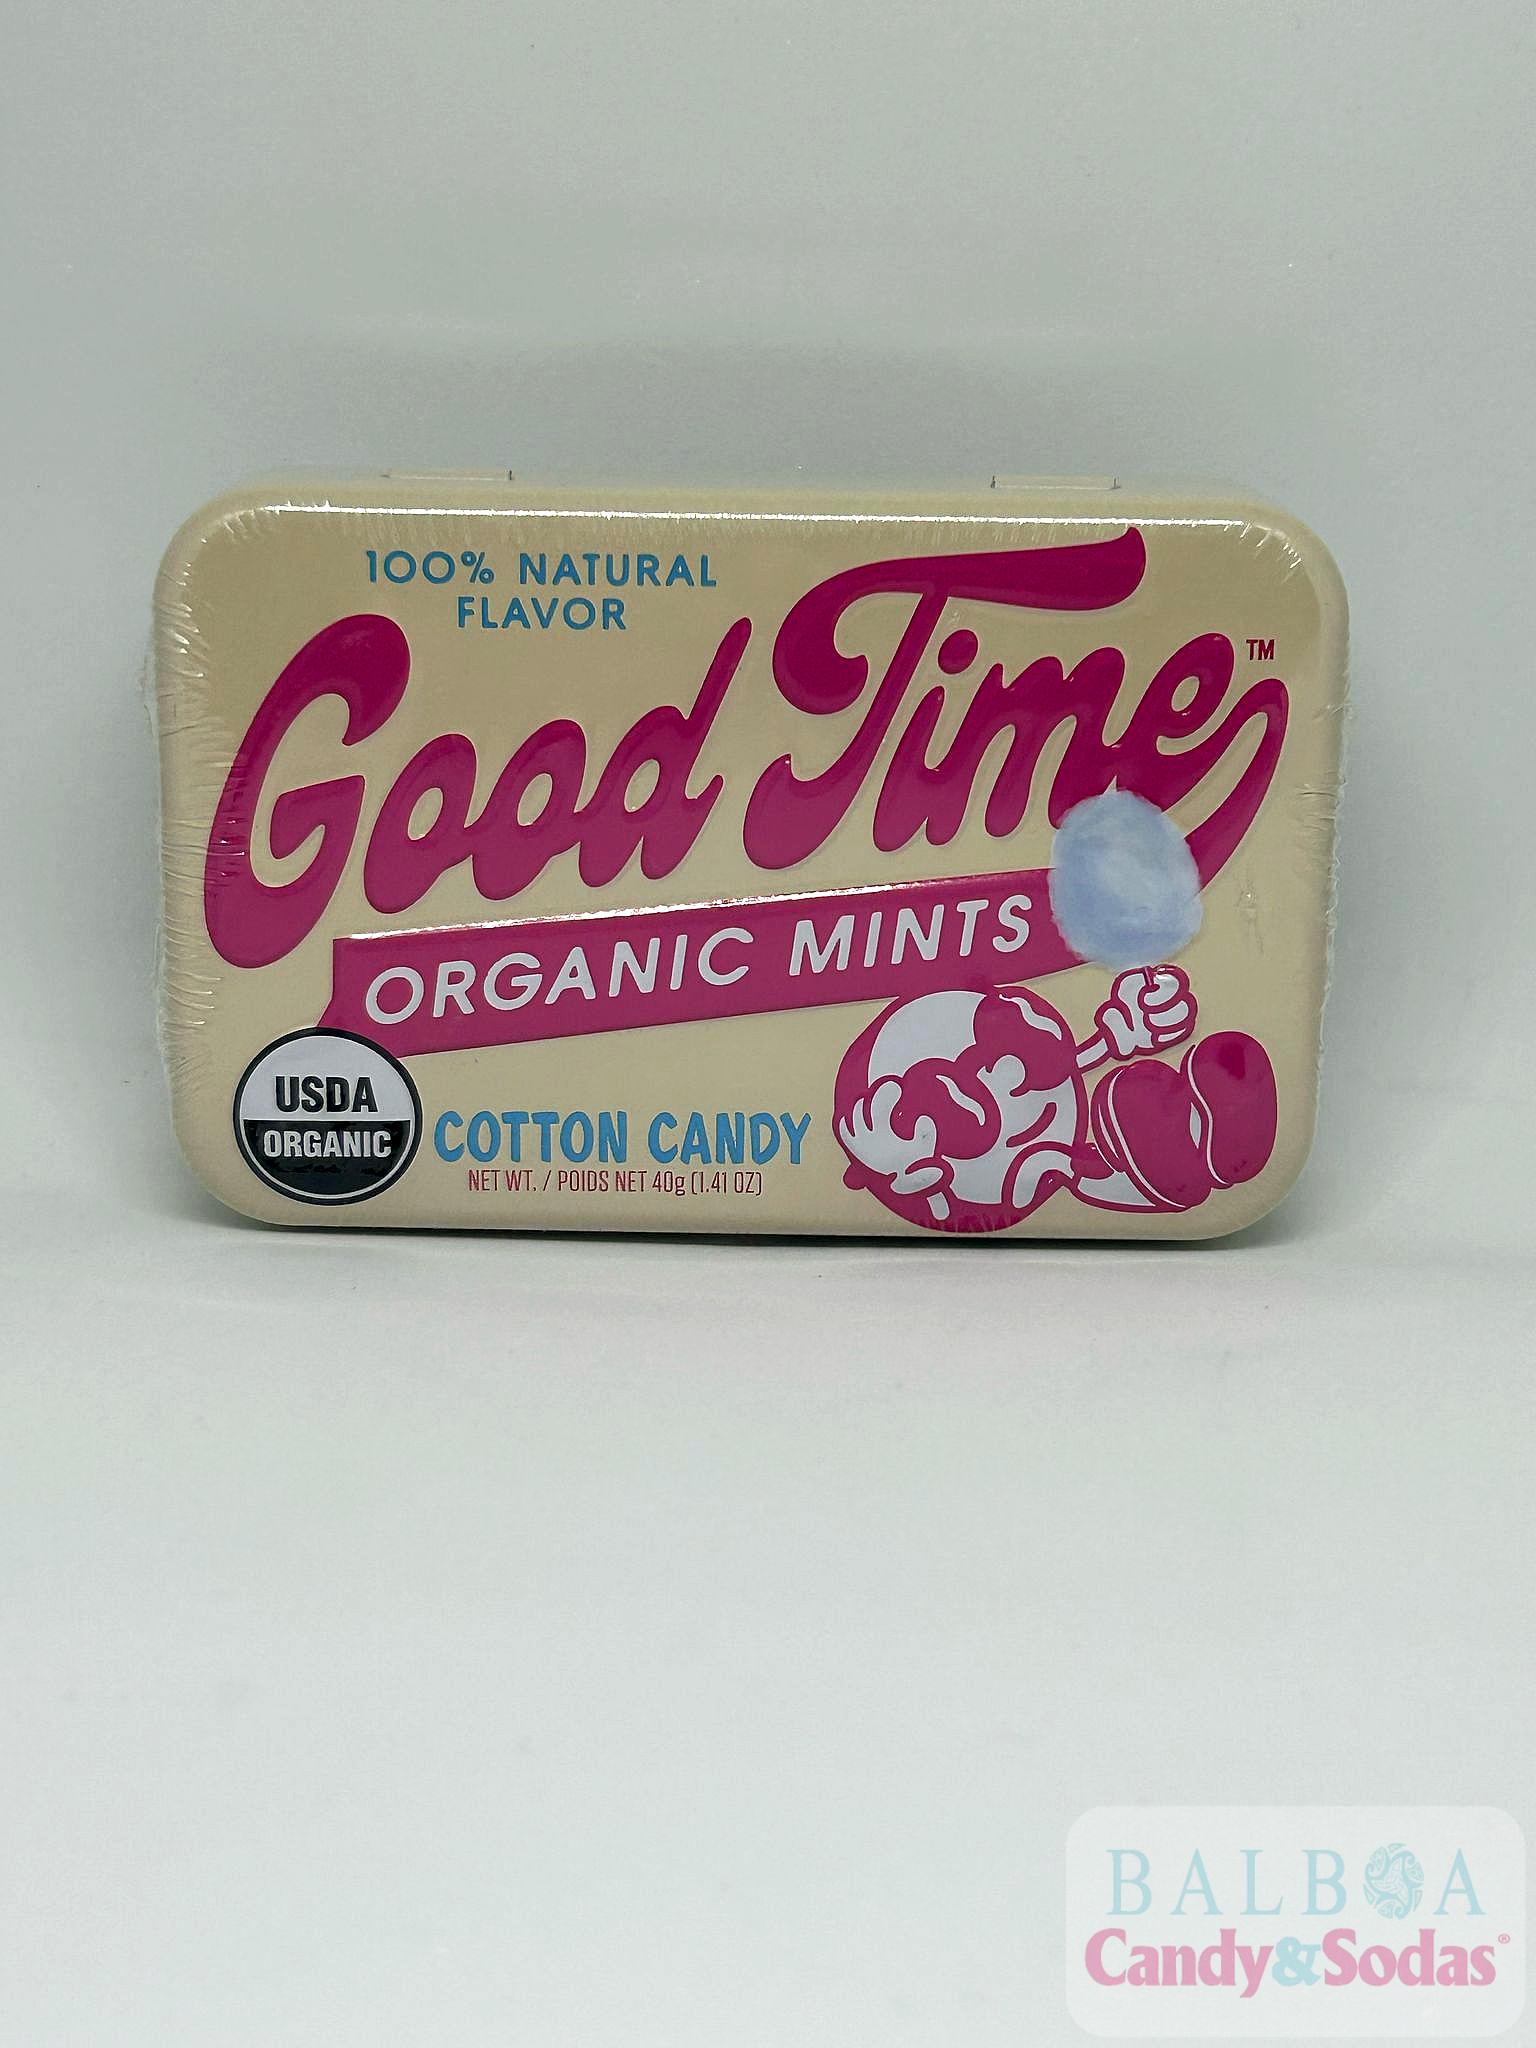 100% NATURAL
FLAVOR
Good Time™
ORGANIC MINTS
USDA
ORGANIC
COTTON CANDY
NET WT. / POIDS NET 40g (1.41 OZ)
BALBOA
Candy&Sodas®